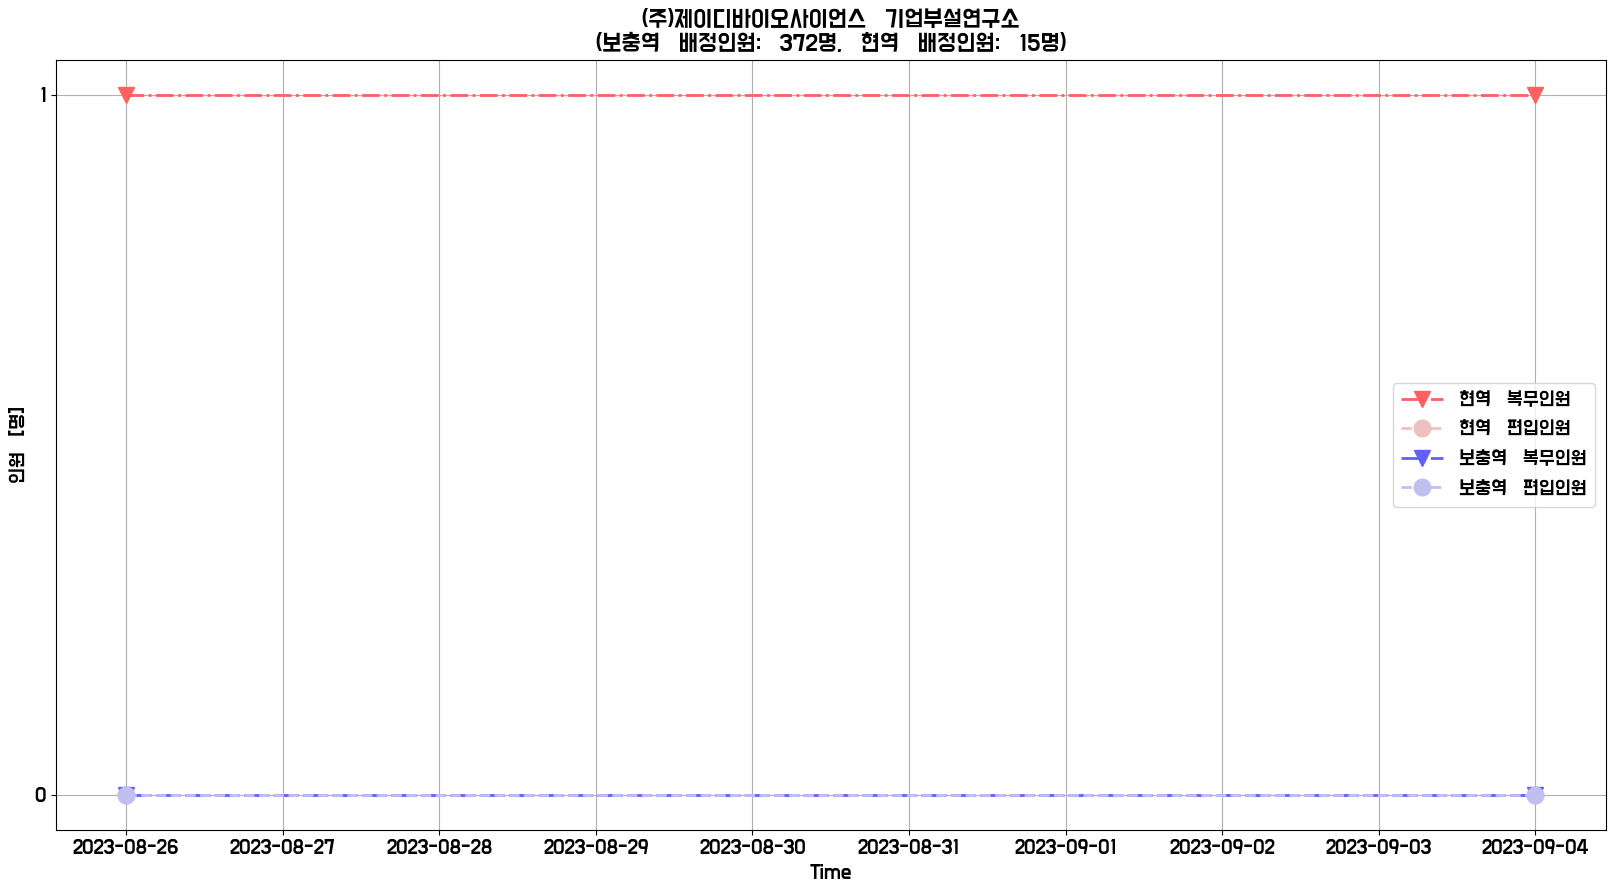 (주)제이디바이오사이언스 기업부설연구소
(보충역 배정인원: 372명, 현역 배정인원: 15명)
1
인원 [명]
현역 복무인원
현역 편입인원
보충역 복무인원
보충역 편입인원
0
2023-08-26 2023-08-27 2023-08-28 2023-08-29 2023-08-30 2023-08-31 2023-09-01 2023-09-02 2023-09-03 2023-09-04
Time